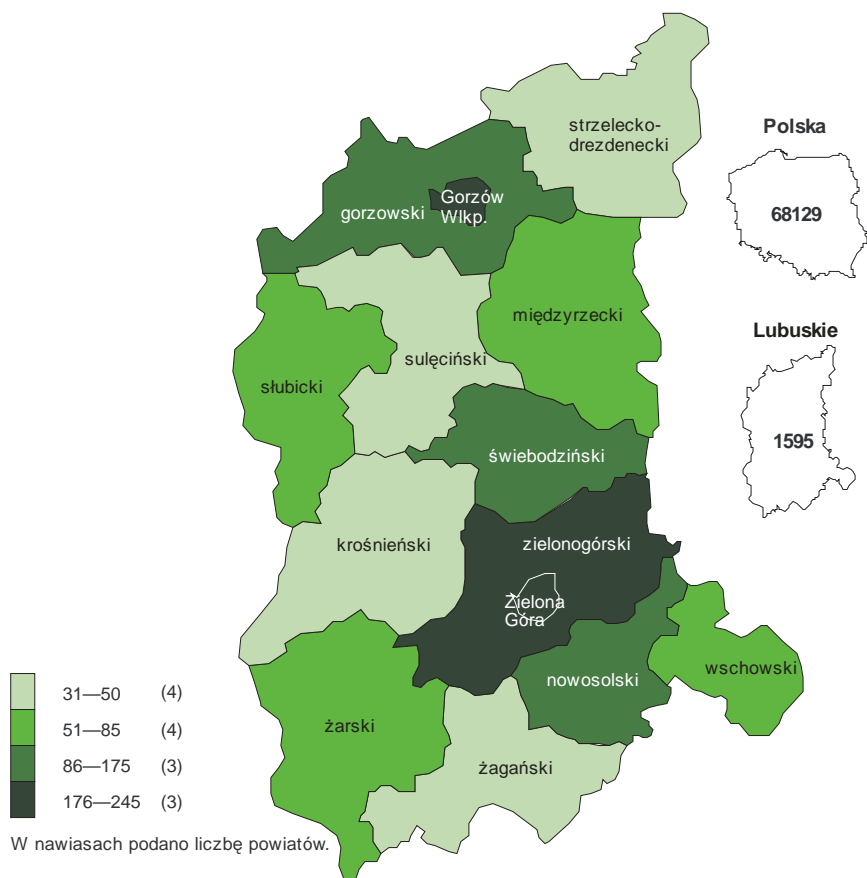 strzelecko-
drezdenecki
Polska
68129
gorzowski
Gorzów
Wlkp.
międzyrzecki
Lubuskie
1595
sulęciński
słubicki
świebodziński
krośnieński
zielonogórski
Zielona
Góra
wschowski
nowosolski
żarski
żagański
31—50 (4)
51—85 (4)
86—175 (3)
176—245 (3)
W nawiasach podano liczbę powiatów.